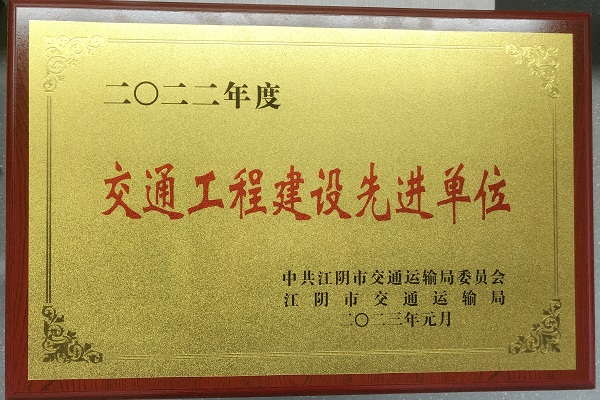 二〇二二年度
交通工程建设先进单位
中共江阴市交通运输局委员会
江阴市交通运输局
二〇二三年元月